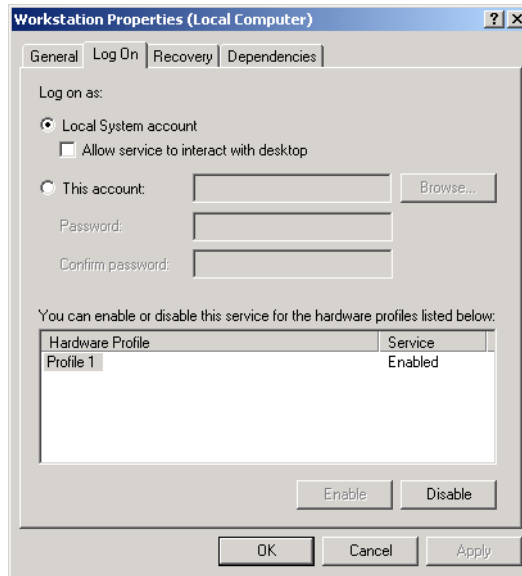 Workstation Properties (Local Computer)
General Log On Recovery Dependencies
Log on as:
Local System account
Allow service to interact with desktop
This account: Browse...
Password:
Confirm password:
You can enable or disable this service for the hardware profiles listed below:
Hardware Profile Service
Profile 1 Enabled
Enable Disable
OK Cancel Apply